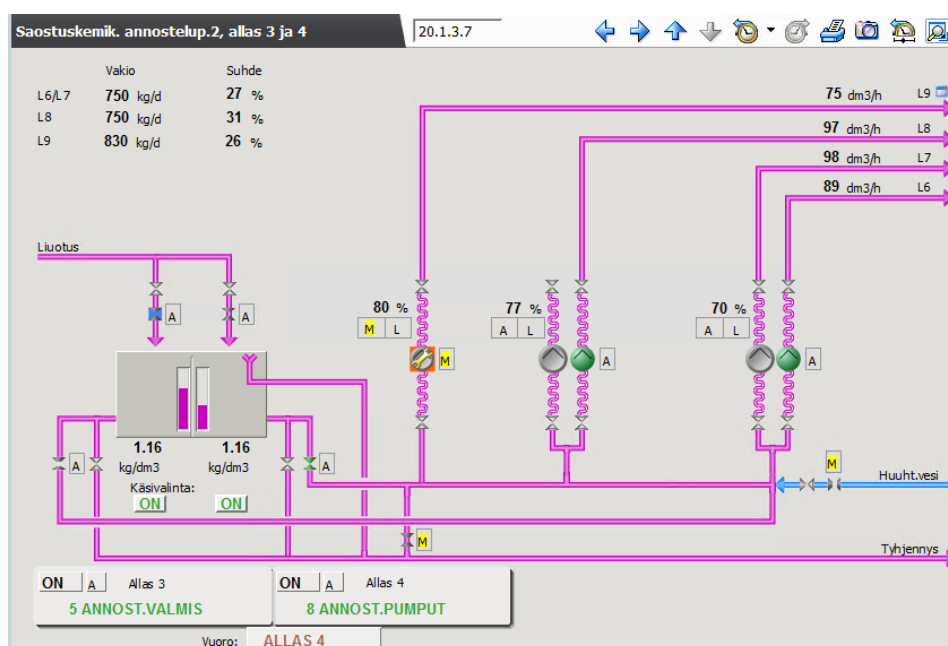 Saostuskemik. annostelup.2, allas 3 ja 4
20.1.3.7
Vakio Suhde
L6/L7 750 kg/d 27 %
L8 750 kg/d 31 %
L9 830 kg/d 26 %
75 dm3/h L9
97 dm3/h L8
98 dm3/h L7
89 dm3/h L6
Liuotus
80 % 77 % 70 %
A A
M L A L A L
M A A
1.16 1.16
kg/dm3 kg/dm3
A A M
Huuht.vesi
Käsivalinta:
ON ON
M
Tyhjennys
ON A Allas 3 ON A Allas 4
5 ANNOST.VALMIS 8 ANNOST.PUMPUT
Vuoro: ALLAS 4